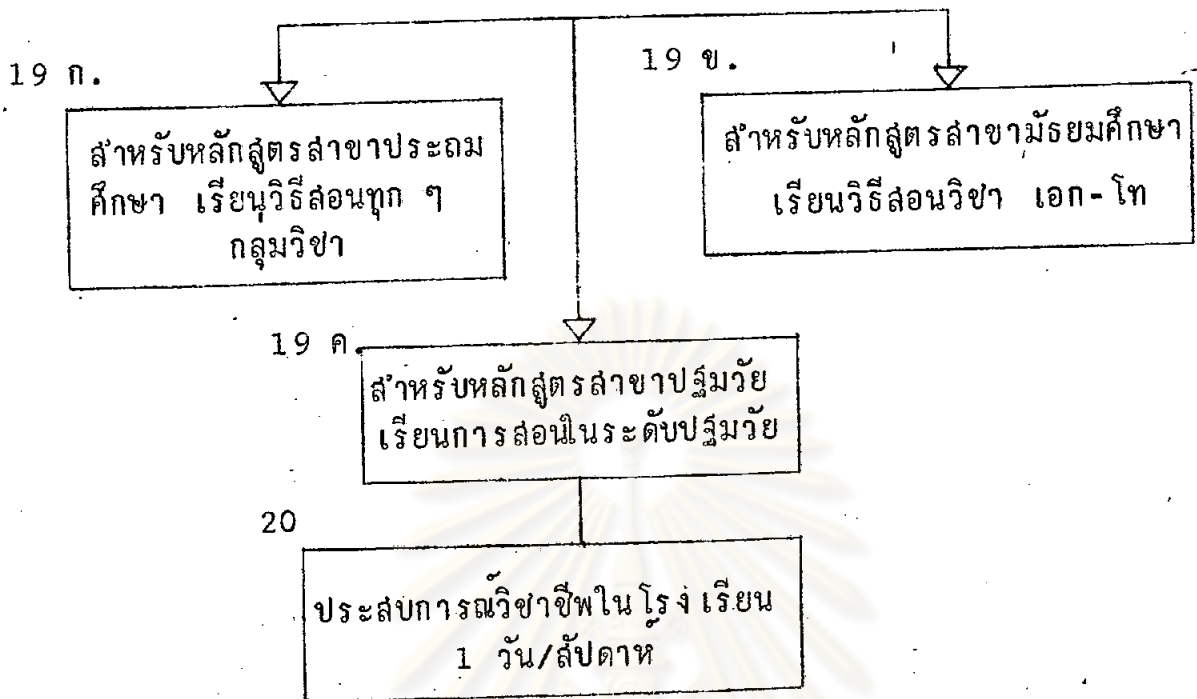 19 ก.
สำหรับหลักสูตรสาขาประถม
ศึกษา เรียนวิธีสอนทุก ๆ
กลุ่มวิชา
19 ข.
สำหรับหลักสูตรสาขามัธยมศึกษา
เรียนวิธีสอนวิชา เอก-โท
19 ค.
สำหรับหลักสูตรสาขาปฐมวัย
เรียนการสอนในระดับปฐมวัย
20
ประสบการณ์วิชาชีพในโรงเรียน
1 วัน/สัปดาห์